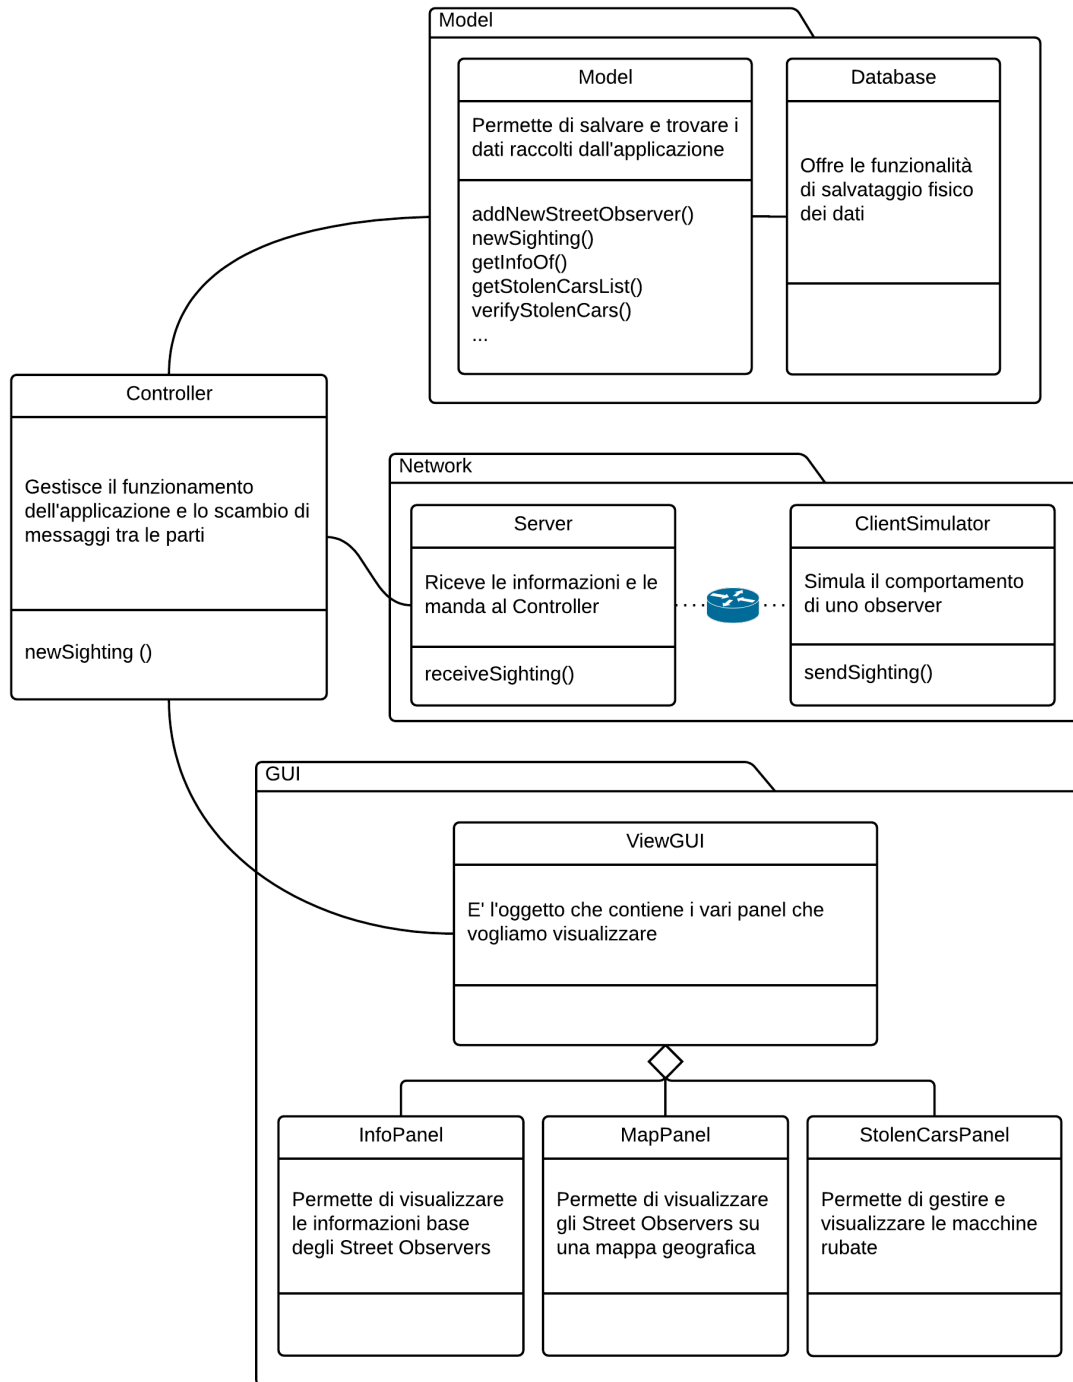 Model
Model
Permette di salvare e trovare i
dati raccolti dall'applicazione
addNewStreetObserver()
newSighting()
getInfoOf()
getStolenCarsList()
verifyStolenCars()
...
Database
Offre le funzionalità
di salvataggio fisico
dei dati
Controller
Gestisce il funzionamento
dell'applicazione e lo scambio di
messaggi tra le parti
newSighting ()
Network
Server
Riceve le informazioni e le
manda al Controller
receiveSighting()
ClientSimulator
Simula il comportamento
di uno observer
sendSighting()
GUI
ViewGUI
E' l'oggetto che contiene i vari panel che
vogliamo visualizzare
InfoPanel
Permette di visualizzare
le informazioni base
degli Street Observers
MapPanel
Permette di visualizzare
gli Street Observers su
una mappa geografica
StolenCarsPanel
Permette di gestire e
visualizzare le macchine
rubate